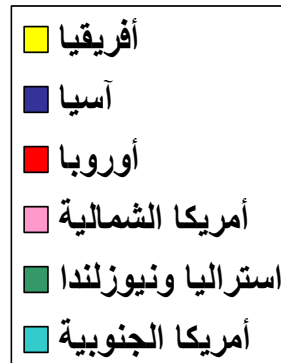 أفريقيا
آسيا
أوروبا
أمريكا الشمالية
استراليا ونيوزلندا
أمريكا الجنوبية